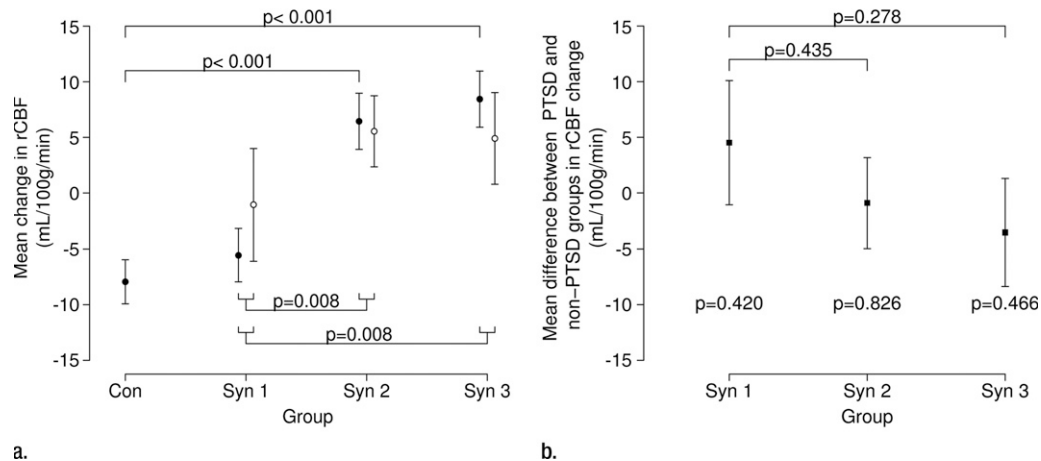 15
10
5
0
-5
-10
-15
Mean change in rCBF
(mL/100g/min)
p< 0.001
p< 0.001
p=0.008
p=0.008
Con
Syn 1
Syn 2
Syn 3
Group
a.
15
10
5
0
-5
-10
-15
Mean difference between PTSD and
non−PTSD groups in rCBF change
(mL/100g/min)
p=0.278
p=0.435
p=0.420
p=0.826
p=0.466
Syn 1
Syn 2
Syn 3
Group
b.